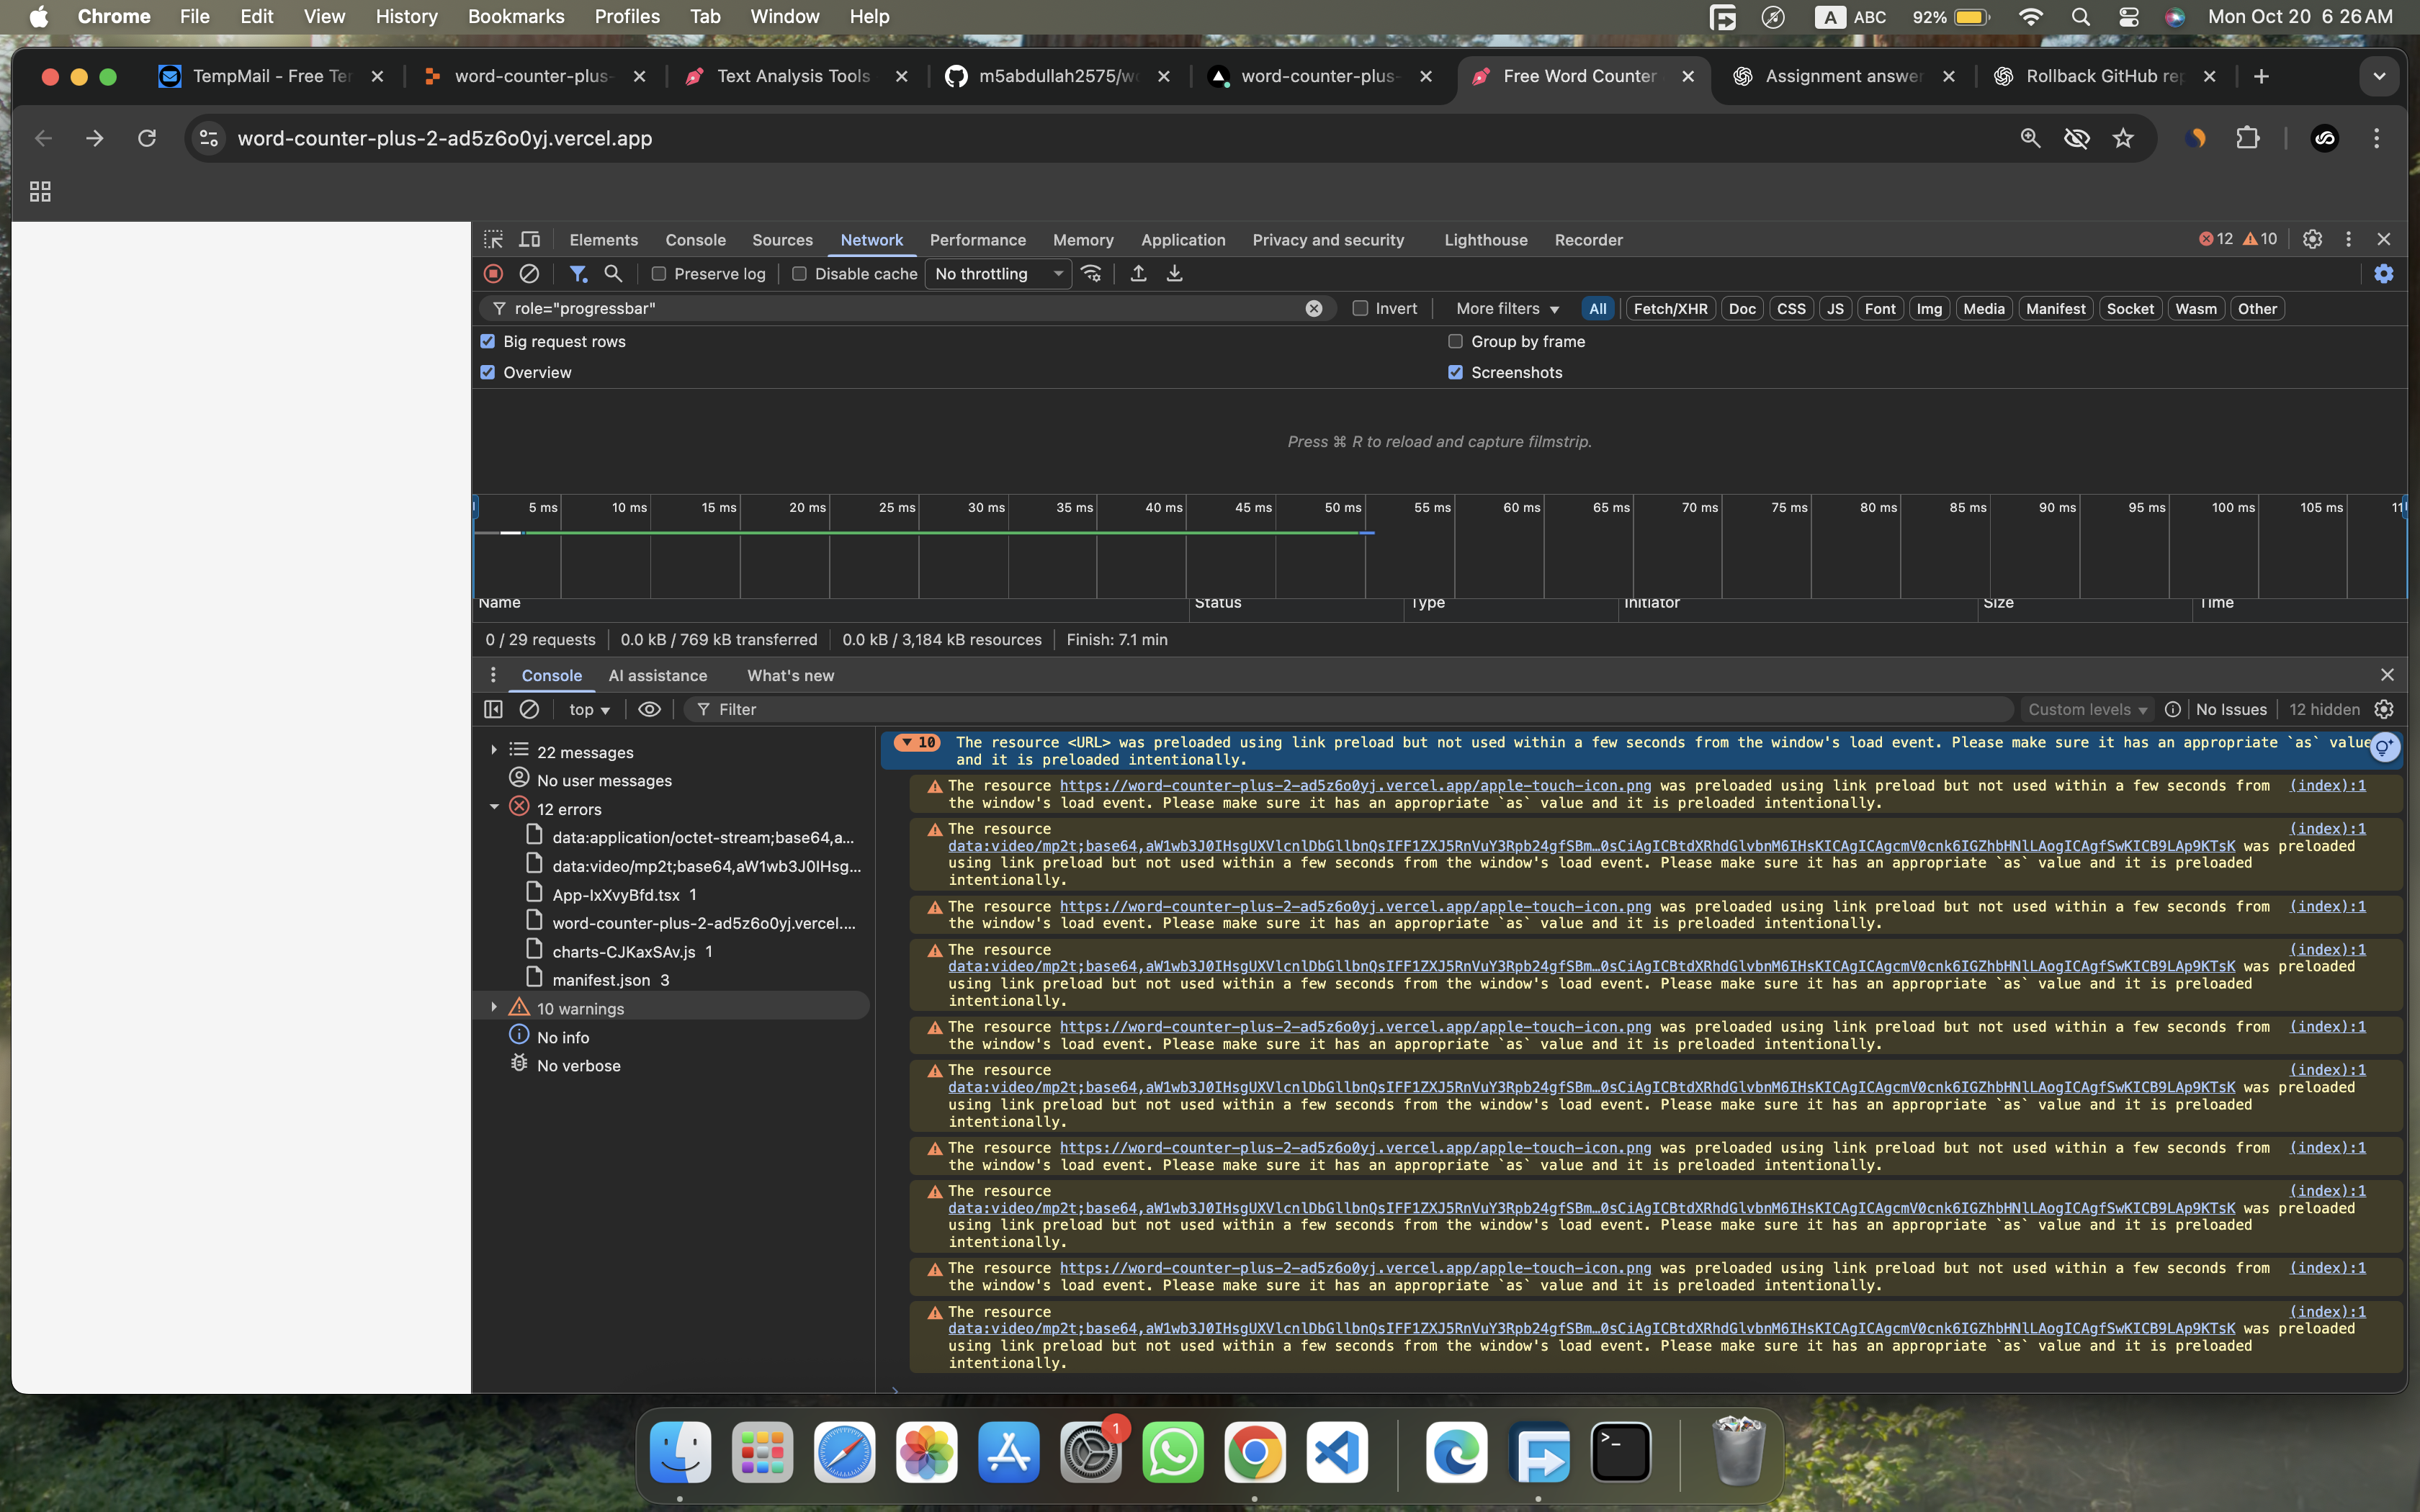 Chrome File Edit View History Bookmarks Profiles Tab Window Help A ABC 92% Mon Oct 20 6 26 AM
TempMail - Free Ter word-counter-plus- Text Analysis Tools m5abdullah2575/wo word-counter-plus- Free Word Counter Assignment answer Rollback GitHub rep
word-counter-plus-2-ad5z6o0yj.vercel.app
Elements Console Sources Network Performance Memory Application Privacy and security Lighthouse Recorder 12 10
Preserve log Disable cache No throttling
role="progressbar" Invert More filters All Fetch/XHR Doc CSS JS Font Img Media Manifest Socket Wasm Other
Big request rows Group by frame
Overview Screenshots
Press ⌘ R to reload and capture filmstrip.
5 ms 10 ms 15 ms 20 ms 25 ms 30 ms 35 ms 40 ms 45 ms 50 ms 55 ms 60 ms 65 ms 70 ms 75 ms 80 ms 85 ms 90 ms 95 ms 100 ms 105 ms 11
Name Status Type Initiator Size Time
0 / 29 requests 0.0 kB / 769 kB transferred 0.0 kB / 3,184 kB resources Finish: 7.1 min
Console AI assistance What's new
top Filter Custom levels No Issues 12 hidden
22 messages
No user messages
12 errors
data:application/octet-stream;base64,a...
data:video/mp2t;base64,aW1wb3J0IHsg...
App-IxXvyBfd.tsx 1
word-counter-plus-2-ad5z6o0yj.vercel....
charts-CJKaxSAv.js 1
manifest.json 3
10 warnings
No info
No verbose
10 The resource <URL> was preloaded using link preload but not used within a few seconds from the window's load event. Please make sure it has an appropriate `as` value
and it is preloaded intentionally.
The resource https://word-counter-plus-2-ad5z6o0yj.vercel.app/apple-touch-icon.png was preloaded using link preload but not used within a few seconds from (index):1
the window's load event. Please make sure it has an appropriate `as` value and it is preloaded intentionally.
The resource (index):1
data:video/mp2t;base64,aW1wb3J0IHsgUXVlcnlDbGllbnQsIFF1ZXJ5RnVuY3Rpb24gfSBm…0sCiAgICBtdXRhdGlvbnM6IHsKICAgICAgcmV0cnk6IGZhbHNlLAogICAgfSwKICB9LAp9KTsK was preloaded
using link preload but not used within a few seconds from the window's load event. Please make sure it has an appropriate `as` value and it is preloaded
intentionally.
The resource https://word-counter-plus-2-ad5z6o0yj.vercel.app/apple-touch-icon.png was preloaded using link preload but not used within a few seconds from (index):1
the window's load event. Please make sure it has an appropriate `as` value and it is preloaded intentionally.
The resource (index):1
data:video/mp2t;base64,aW1wb3J0IHsgUXVlcnlDbGllbnQsIFF1ZXJ5RnVuY3Rpb24gfSBm…0sCiAgICBtdXRhdGlvbnM6IHsKICAgICAgcmV0cnk6IGZhbHNlLAogICAgfSwKICB9LAp9KTsK was preloaded
using link preload but not used within a few seconds from the window's load event. Please make sure it has an appropriate `as` value and it is preloaded
intentionally.
The resource https://word-counter-plus-2-ad5z6o0yj.vercel.app/apple-touch-icon.png was preloaded using link preload but not used within a few seconds from (index):1
the window's load event. Please make sure it has an appropriate `as` value and it is preloaded intentionally.
The resource (index):1
data:video/mp2t;base64,aW1wb3J0IHsgUXVlcnlDbGllbnQsIFF1ZXJ5RnVuY3Rpb24gfSBm…0sCiAgICBtdXRhdGlvbnM6IHsKICAgICAgcmV0cnk6IGZhbHNlLAogICAgfSwKICB9LAp9KTsK was preloaded
using link preload but not used within a few seconds from the window's load event. Please make sure it has an appropriate `as` value and it is preloaded
intentionally.
The resource https://word-counter-plus-2-ad5z6o0yj.vercel.app/apple-touch-icon.png was preloaded using link preload but not used within a few seconds from (index):1
the window's load event. Please make sure it has an appropriate `as` value and it is preloaded intentionally.
The resource (index):1
data:video/mp2t;base64,aW1wb3J0IHsgUXVlcnlDbGllbnQsIFF1ZXJ5RnVuY3Rpb24gfSBm…0sCiAgICBtdXRhdGlvbnM6IHsKICAgICAgcmV0cnk6IGZhbHNlLAogICAgfSwKICB9LAp9KTsK was preloaded
using link preload but not used within a few seconds from the window's load event. Please make sure it has an appropriate `as` value and it is preloaded
intentionally.
The resource https://word-counter-plus-2-ad5z6o0yj.vercel.app/apple-touch-icon.png was preloaded using link preload but not used within a few seconds from (index):1
the window's load event. Please make sure it has an appropriate `as` value and it is preloaded intentionally.
The resource (index):1
data:video/mp2t;base64,aW1wb3J0IHsgUXVlcnlDbGllbnQsIFF1ZXJ5RnVuY3Rpb24gfSBm…0sCiAgICBtdXRhdGlvbnM6IHsKICAgICAgcmV0cnk6IGZhbHNlLAogICAgfSwKICB9LAp9KTsK was preloaded
using link preload but not used within a few seconds from the window's load event. Please make sure it has an appropriate `as` value and it is preloaded
intentionally.
1